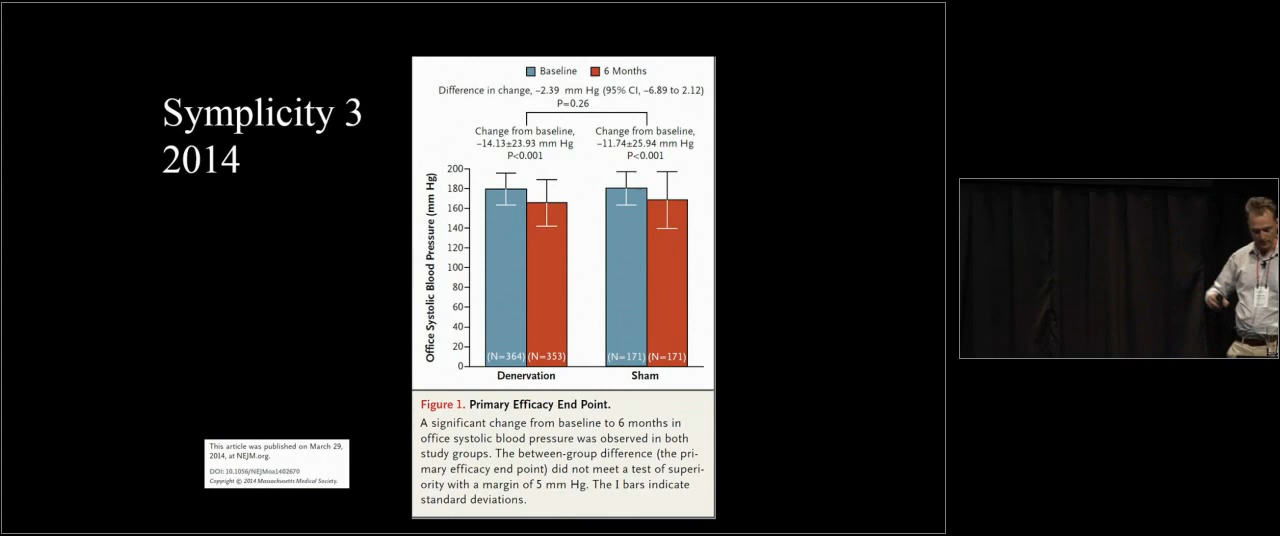 Symplicity 3
2014
Baseline
6 Months
Difference in change, −2.39 mm Hg (95% CI, −6.89 to 2.12)
P=0.26
Change from baseline,
−14.13±23.93 mm Hg
P<0.001
Change from baseline,
−11.74±25.94 mm Hg
P<0.001
Office Systolic Blood Pressure (mm Hg)
200
180
160
140
120
100
80
60
40
20
0
(N=364)
(N=353)
(N=171)
(N=171)
Denervation
Sham
Figure 1. Primary Efficacy End Point.
A significant change from baseline to 6 months in
office systolic blood pressure was observed in both
study groups. The between-group difference (the pri-
mary efficacy end point) did not meet a test of superi-
ority with a margin of 5 mm Hg. The I bars indicate
standard deviations.
This article was published on March 29,
2014, at NEJM.org.
DOI: 10.1056/NEJMoa1402670
Copyright © 2014 Massachusetts Medical Society.